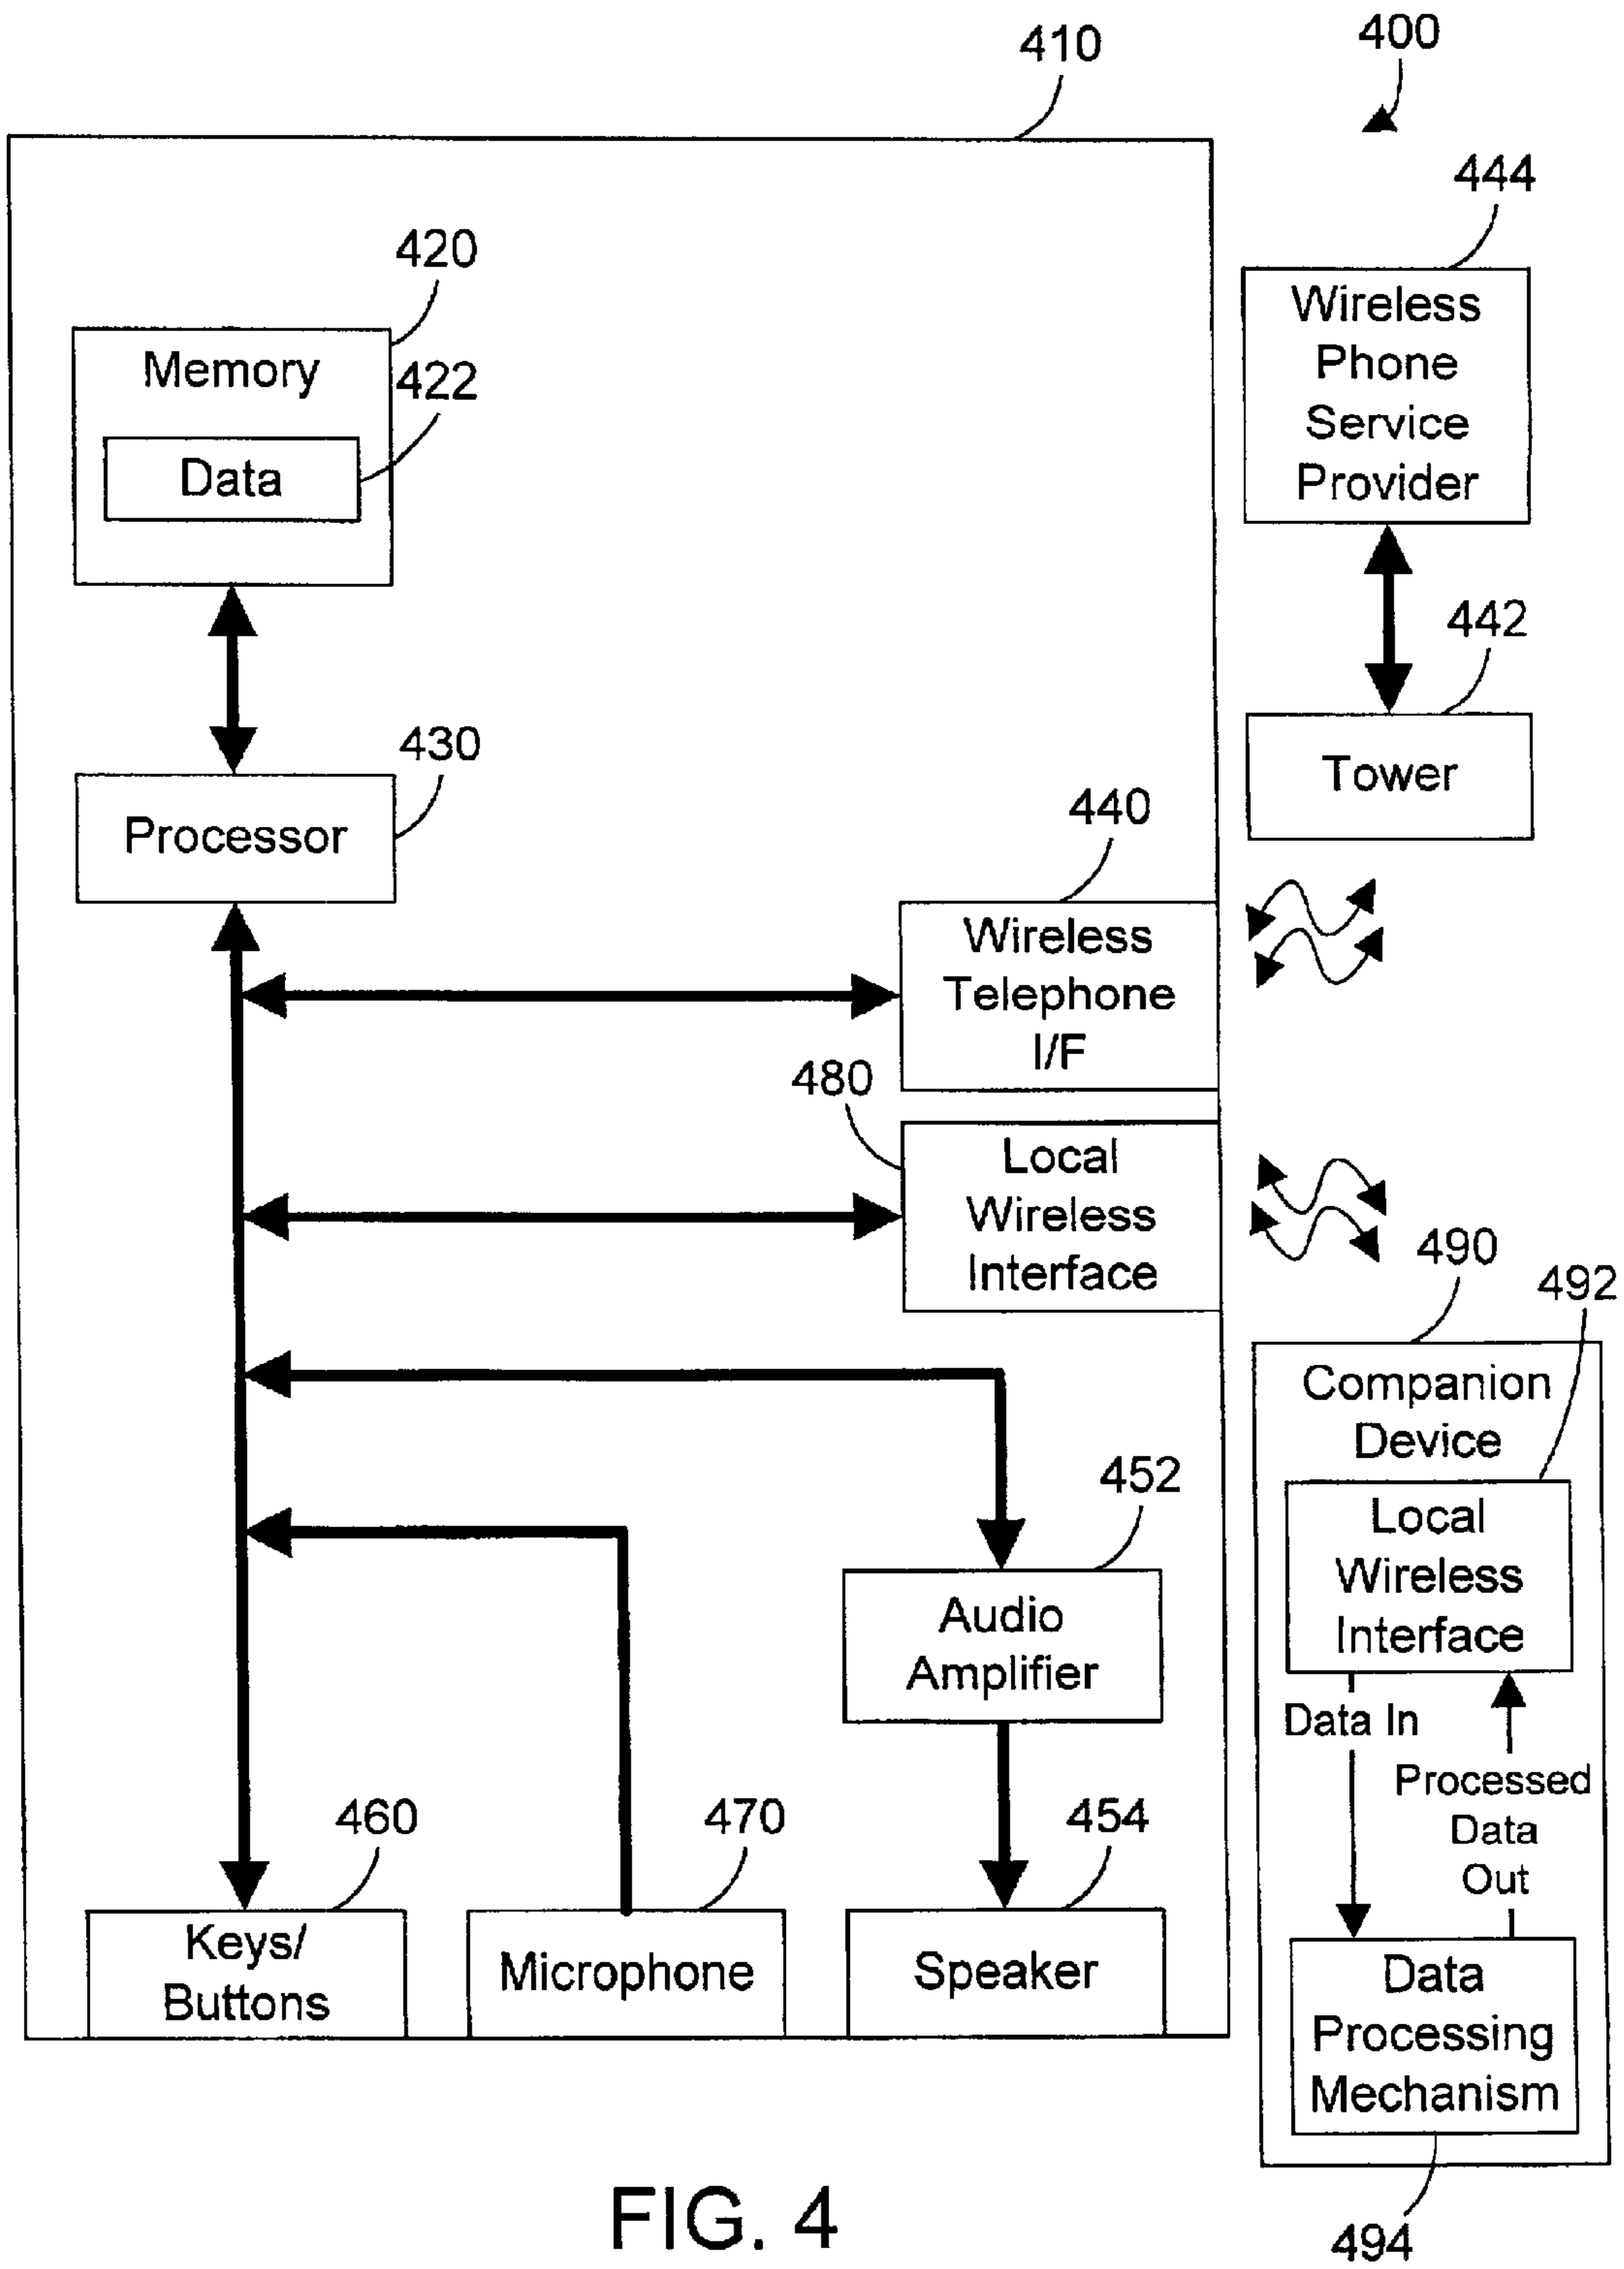 410
400
444
Wireless
Phone
Service
Provider
420
Memory
422
Data
442
Tower
430
Processor
440
Wireless
Telephone
I/F
480
Local
Wireless
Interface
490
492
Companion
Device
Local
Wireless
Interface
Data In
Processed
Data
Out
Data
Processing
Mechanism
494
452
Audio
Amplifier
460
Keys/
Buttons
470
Microphone
454
Speaker
FIG. 4